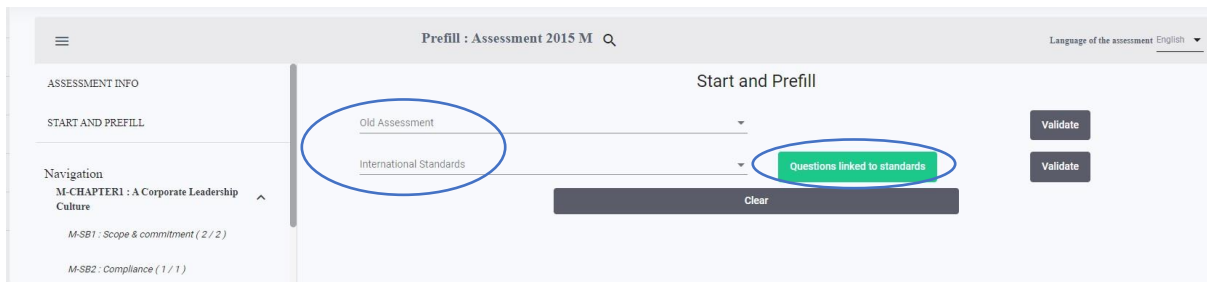 Prefill : Assessment 2015 M
Language of the assessment English
ASSESSMENT INFO
START AND PREFILL
Navigation
M-CHAPTER1 : A Corporate Leadership
Culture
M-SB1 : Scope & commitment ( 2 / 2 )
M-SB2 : Compliance ( 1 / 1 )
Start and Prefill
Old Assessment
Validate
International Standards
Questions linked to standards
Validate
Clear